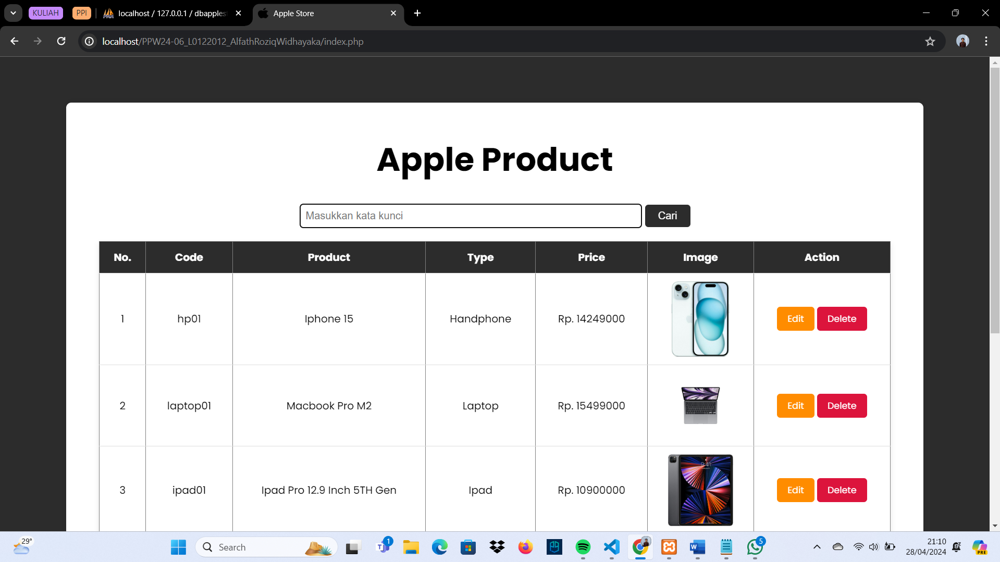 KULIAH PPI localhost / 127.0.0.1 / dbapples Apple Store
localhost/PPW24-06_L0122012_AlfathRoziqWidhayaka/index.php
Apple Product
Masukkan kata kunci Cari
No. Code Product Type Price Image Action
1 hp01 Iphone 15 Handphone Rp. 14249000 Edit Delete
2 laptop01 Macbook Pro M2 Laptop Rp. 15499000 Edit Delete
9:41
3 ipad01 Ipad Pro 12.9 Inch 5TH Gen Ipad Rp. 10900000 Edit Delete
29° Search 1 5 21:10
28/04/2024 PRE